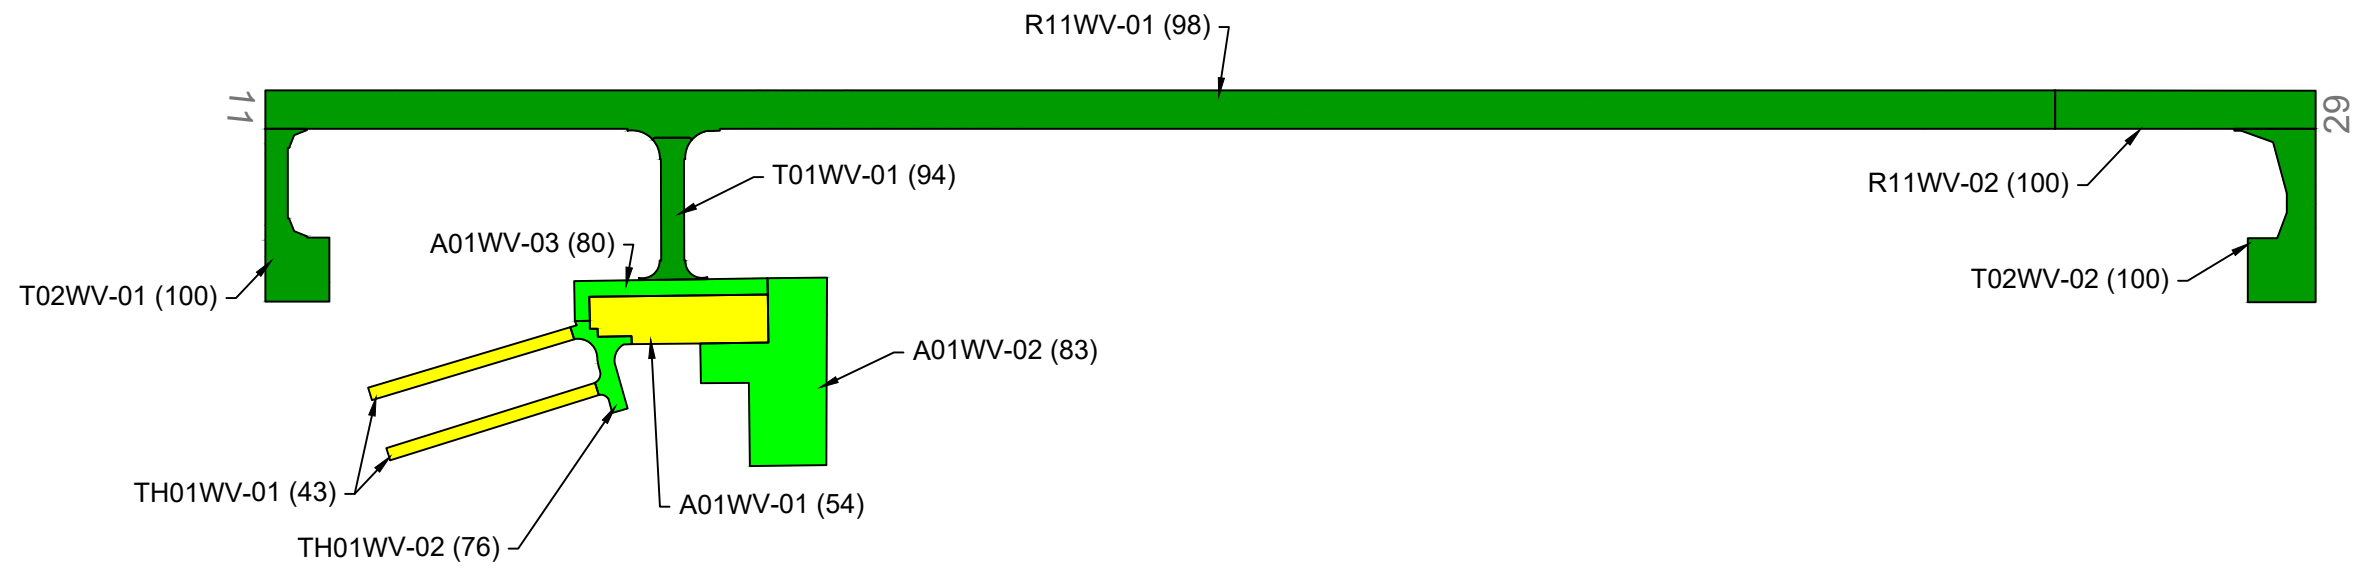 R11WV-01 (98)
11
29
T01WV-01 (94)
R11WV-02 (100)
A01WV-03 (80)
T02WV-01 (100)
T02WV-02 (100)
A01WV-02 (83)
TH01WV-01 (43)
A01WV-01 (54)
TH01WV-02 (76)